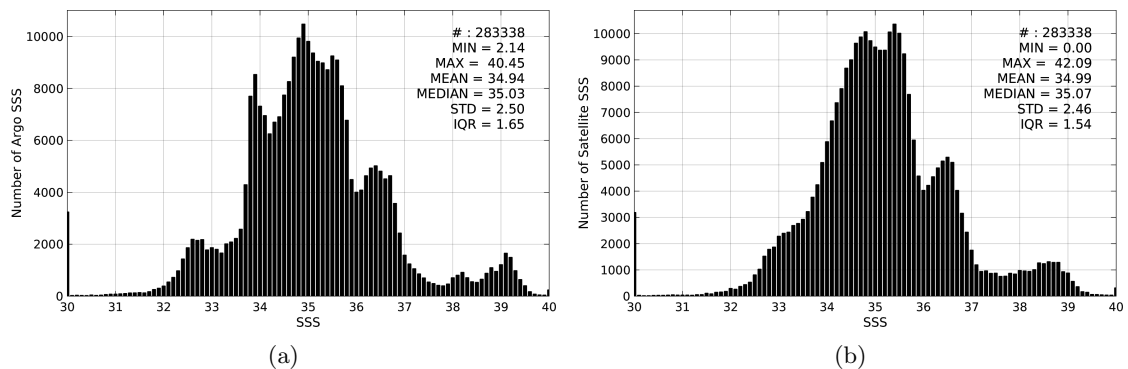 # : 283338
MIN = 2.14
MAX = 40.45
MEAN = 34.94
MEDIAN = 35.03
STD = 2.50
IQR = 1.65
10000
8000
6000
4000
2000
0
Number of Argo SSS
30 31 32 33 34 35 36 37 38 39 40
SSS
(a)
# : 283338
MIN = 0.00
MAX = 42.09
MEAN = 34.99
MEDIAN = 35.07
STD = 2.46
IQR = 1.54
10000
9000
8000
7000
6000
5000
4000
3000
2000
1000
0
Number of Satellite SSS
30 31 32 33 34 35 36 37 38 39 40
SSS
(b)